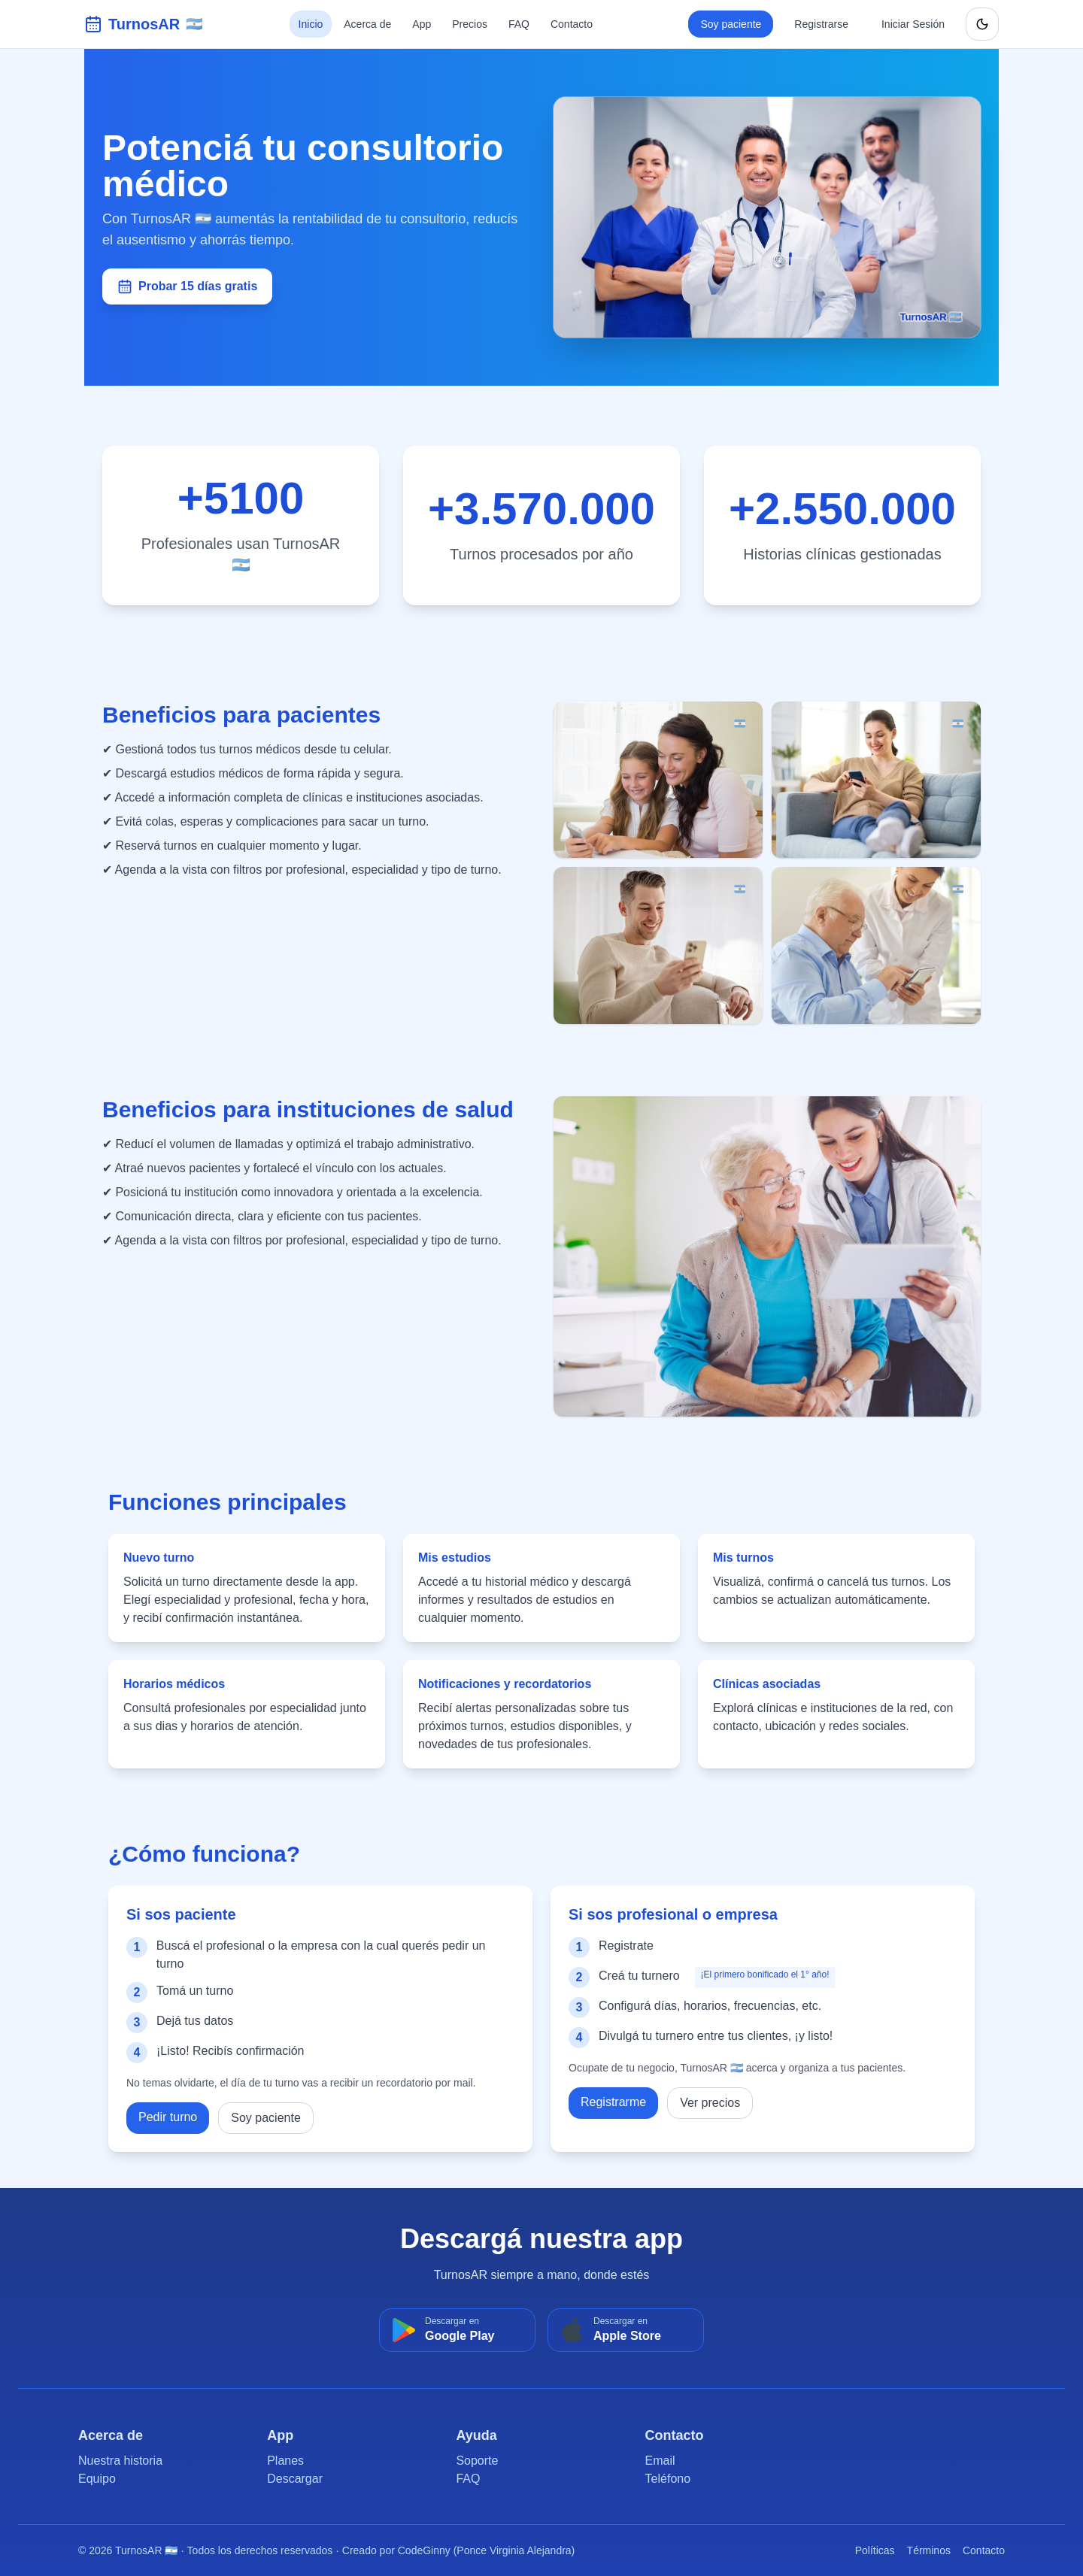 TurnosAR 🇦🇷
Inicio
Acerca de
App
Precios
FAQ
Contacto
Soy paciente
Registrarse
Iniciar Sesión
Potenciá tu consultorio
médico
Con TurnosAR 🇦🇷 aumentás la rentabilidad de tu consultorio, reducís
el ausentismo y ahorrás tiempo.
Probar 15 días gratis
TurnosAR 🇦🇷
+5100
Profesionales usan TurnosAR
🇦🇷
+3.570.000
Turnos procesados por año
+2.550.000
Historias clínicas gestionadas
Beneficios para pacientes
✔ Gestioná todos tus turnos médicos desde tu celular.
✔ Descargá estudios médicos de forma rápida y segura.
✔ Accedé a información completa de clínicas e instituciones asociadas.
✔ Evitá colas, esperas y complicaciones para sacar un turno.
✔ Reservá turnos en cualquier momento y lugar.
✔ Agenda a la vista con filtros por profesional, especialidad y tipo de turno.
Beneficios para instituciones de salud
✔ Reducí el volumen de llamadas y optimizá el trabajo administrativo.
✔ Atraé nuevos pacientes y fortalecé el vínculo con los actuales.
✔ Posicioná tu institución como innovadora y orientada a la excelencia.
✔ Comunicación directa, clara y eficiente con tus pacientes.
✔ Agenda a la vista con filtros por profesional, especialidad y tipo de turno.
Funciones principales
Nuevo turno
Solicitá un turno directamente desde la app.
Elegí especialidad y profesional, fecha y hora,
y recibí confirmación instantánea.
Mis estudios
Accedé a tu historial médico y descargá
informes y resultados de estudios en
cualquier momento.
Mis turnos
Visualizá, confirmá o cancelá tus turnos. Los
cambios se actualizan automáticamente.
Horarios médicos
Consultá profesionales por especialidad junto
a sus dias y horarios de atención.
Notificaciones y recordatorios
Recibí alertas personalizadas sobre tus
próximos turnos, estudios disponibles, y
novedades de tus profesionales.
Clínicas asociadas
Explorá clínicas e instituciones de la red, con
contacto, ubicación y redes sociales.
¿Cómo funciona?
Si sos paciente
1 Buscá el profesional o la empresa con la cual querés pedir un
turno
2 Tomá un turno
3 Dejá tus datos
4 ¡Listo! Recibís confirmación
No temas olvidarte, el día de tu turno vas a recibir un recordatorio por mail.
Pedir turno
Soy paciente
Si sos profesional o empresa
1 Registrate
2 Creá tu turnero ¡El primero bonificado el 1° año!
3 Configurá días, horarios, frecuencias, etc.
4 Divulgá tu turnero entre tus clientes, ¡y listo!
Ocupate de tu negocio, TurnosAR 🇦🇷 acerca y organiza a tus pacientes.
Registrarme
Ver precios
Descargá nuestra app
TurnosAR siempre a mano, donde estés
Descargar en
Google Play
Descargar en
Apple Store
Acerca de
Nuestra historia
Equipo
App
Planes
Descargar
Ayuda
Soporte
FAQ
Contacto
Email
Teléfono
© 2026 TurnosAR 🇦🇷 · Todos los derechos reservados · Creado por CodeGinny (Ponce Virginia Alejandra)
Políticas
Términos
Contacto